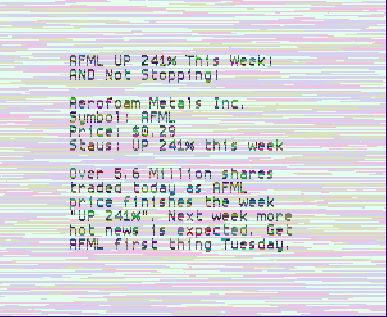 AFML UP 241% This Week!
AND Not Stopping!
Aerofoam Metals Inc.
Symbol: AFML
Price: $0.29
Staus: UP 241% this week
Over 5.6 Million shares
traded today as AFML
price finishes the week
"UP 241%". Next week more
hot news is expected. Get
AFML first thing Tuesday.